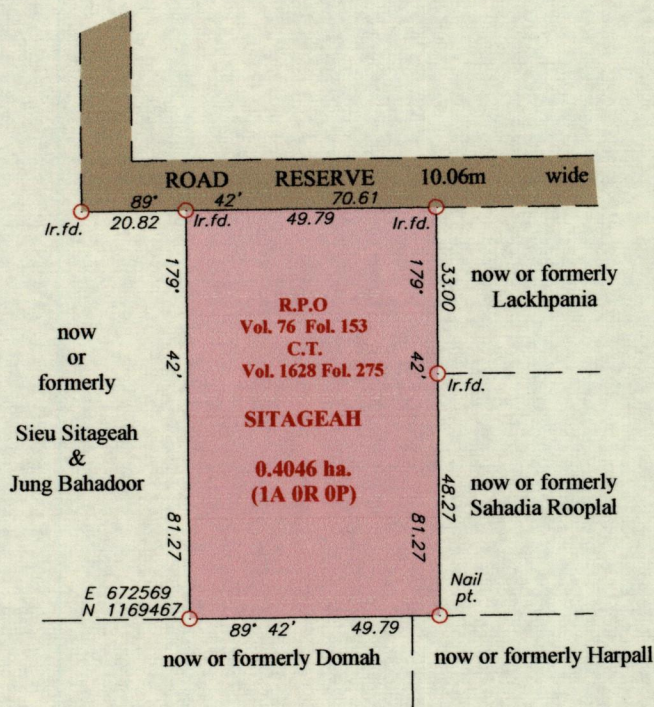 ROAD RESERVE 10.06m wide
89° 42' 70.61
Ir.fd. 20.82 Ir.fd. 49.79 Ir.fd.
179°
42'
81.27
179°
42'
81.27
33.00
Ir.fd.
48.27
now or formerly
Lackhpania
R.P.O
Vol. 76 Fol. 153
C.T.
Vol. 1628 Fol. 275
SITAGEAH
0.4046 ha.
(1A 0R 0P)
now
or
formerly
Sieu Sitageah
&
Jung Bahadoor
now or formerly
Sahadia Rooplal
Nail
pt.
E 672569
N 1169467
89° 42' 49.79
now or formerly Domah
now or formerly Harpall